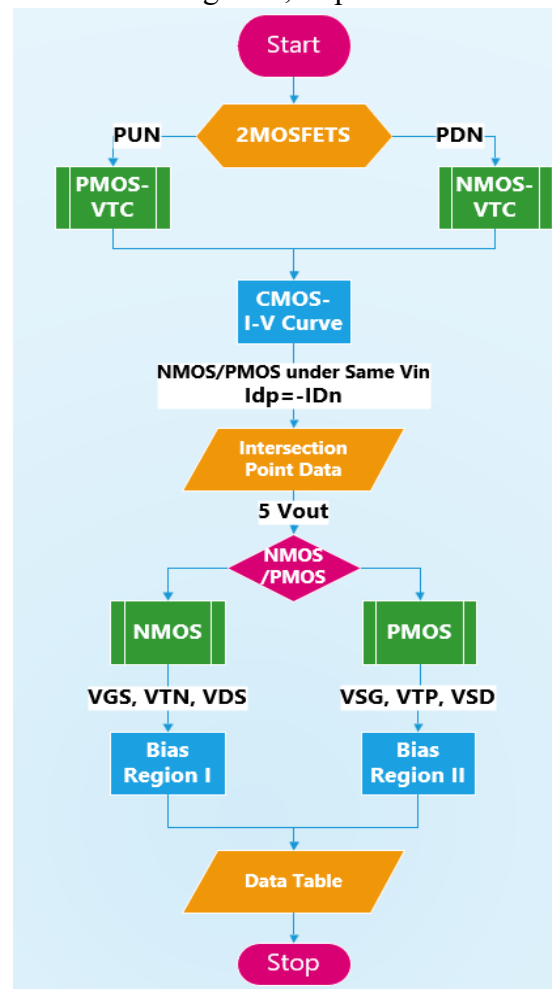 Start
PUN
2MOSFETS
PDN
PMOS-
VTC
NMOS-
VTC
CMOS-
I-V Curve
NMOS/PMOS under Same Vin
Idp=-IDn
Intersection
Point Data
5 Vout
NMOS
/PMOS
NMOS
PMOS
VGS, VTN, VDS
VSG, VTP, VSD
Bias
Region I
Bias
Region II
Data Table
Stop